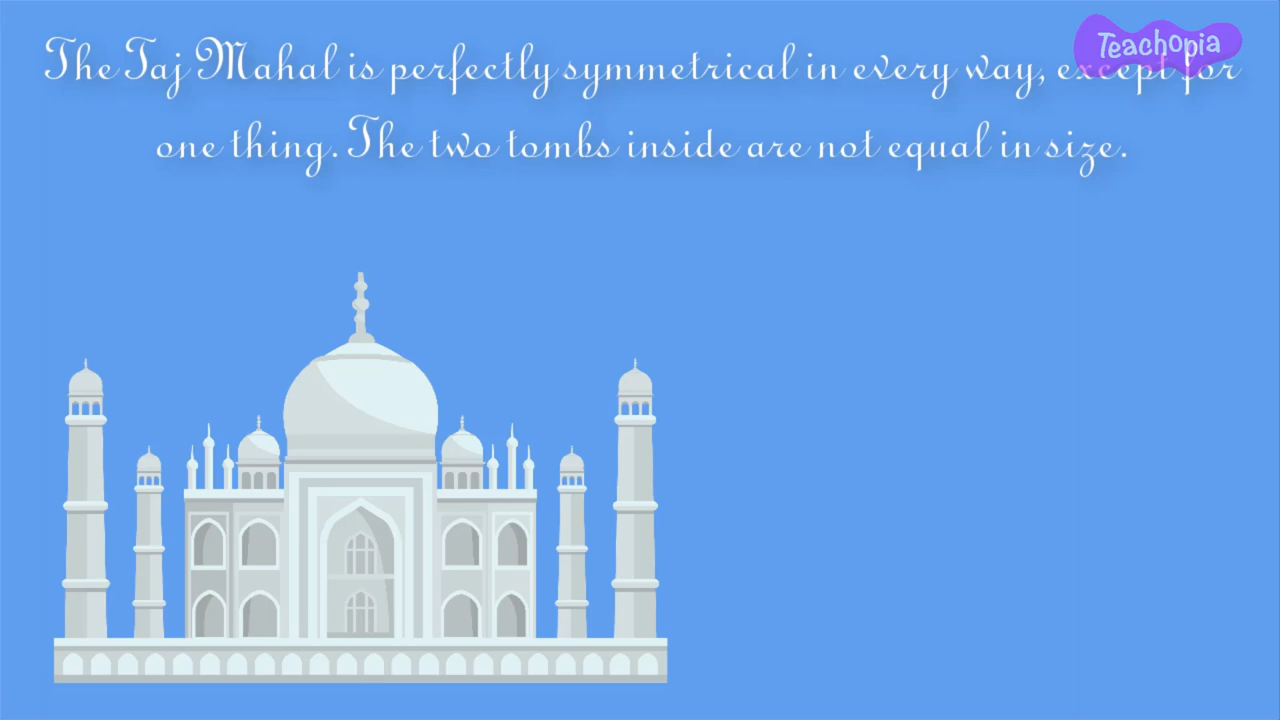 Teachopia
The Taj Mahal is perfectly symmetrical in every way, except for
one thing. The two tombs inside are not equal in size.